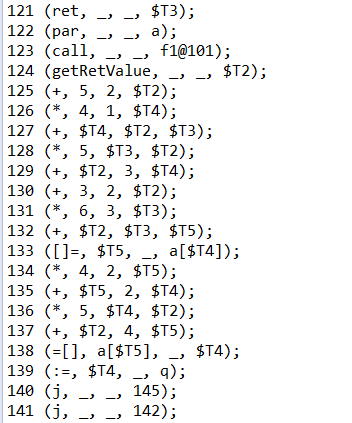 121 (ret, _, _, $T3);
122 (par, _, _, a);
123 (call, _, _, f1@101);
124 (getRetValue, _, _, $T2);
125 (+, 5, 2, $T2);
126 (*, 4, 1, $T4);
127 (+, $T4, $T2, $T3);
128 (*, 5, $T3, $T2);
129 (+, $T2, 3, $T4);
130 (+, 3, 2, $T2);
131 (*, 6, 3, $T3);
132 (+, $T2, $T3, $T5);
133 ([]=, $T5, _, a[$T4]);
134 (*, 4, 2, $T5);
135 (+, $T5, 2, $T4);
136 (*, 5, $T4, $T2);
137 (+, $T2, 4, $T5);
138 (=[], a[$T5], _, $T4);
139 (:=, $T4, _, q);
140 (j, _, _, 145);
141 (j, _, _, 142);